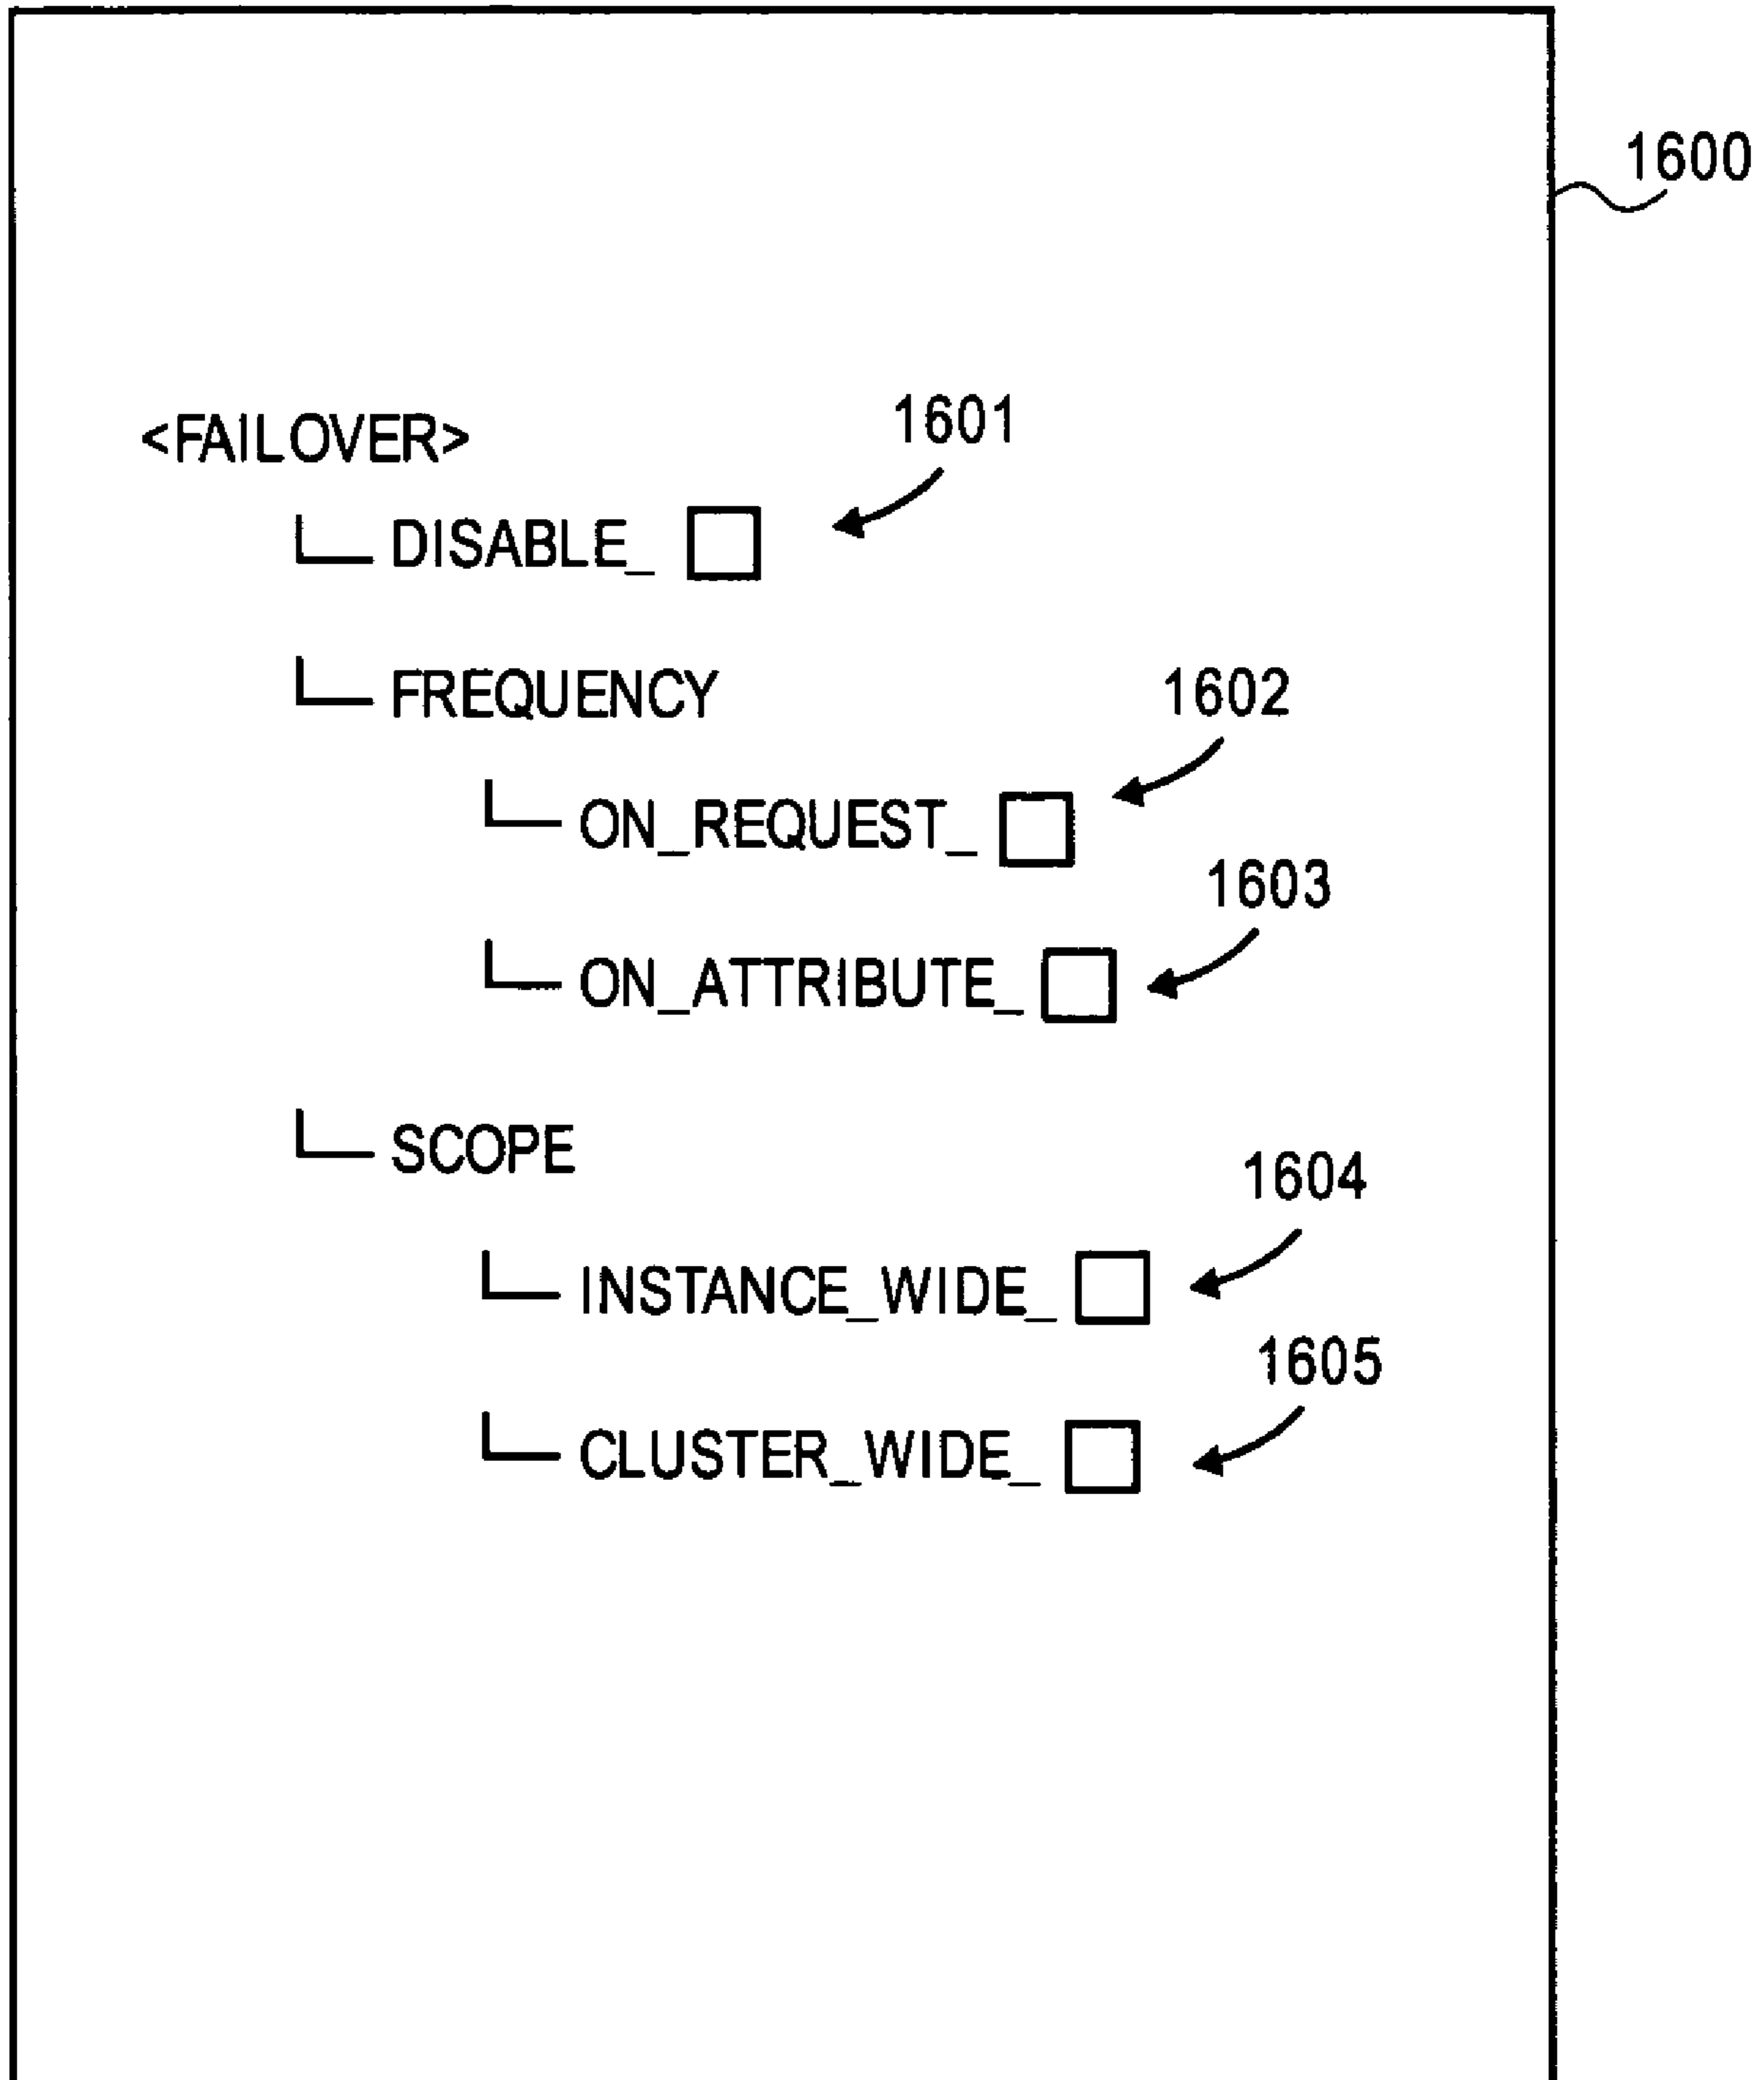 1600
<FAILOVER>
1601
DISABLE_
FREQUENCY
1602
ON_REQUEST_
1603
ON_ATTRIBUTE_
SCOPE
1604
INSTANCE_WIDE_
1605
CLUSTER_WIDE_